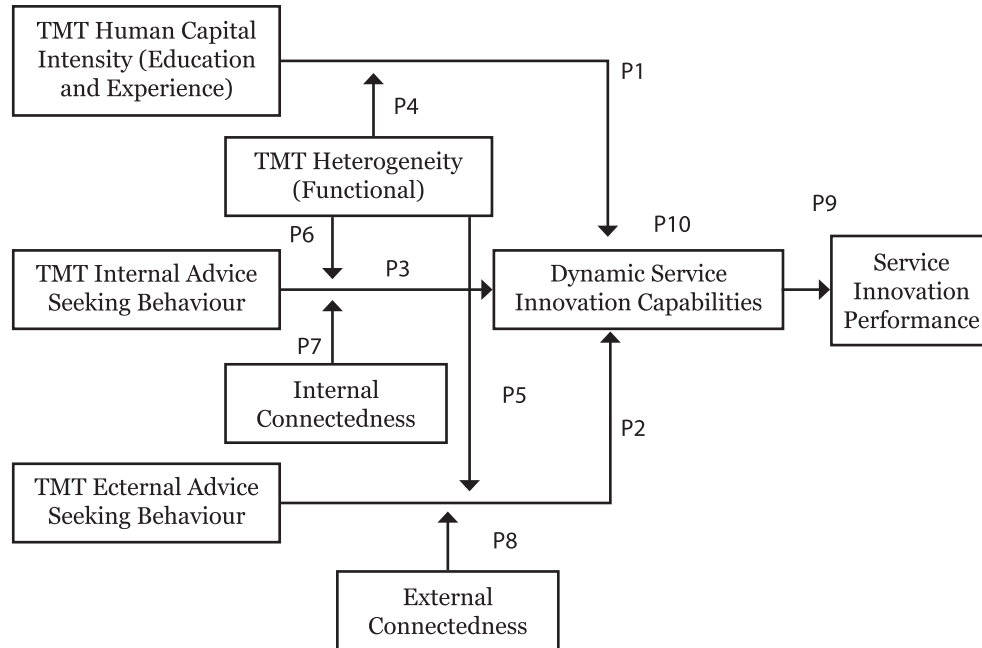 TMT Human Capital
Intensity (Education
and Experience)
P1
P4
TMT Heterogeneity
(Functional)
P6
P10
P9
TMT Internal Advice
Seeking Behaviour
P3
Dynamic Service
Innovation Capabilities
Service
Innovation
Performance
P7
Internal
Connectedness
P5
P2
TMT Ecternal Advice
Seeking Behaviour
P8
External
Connectedness